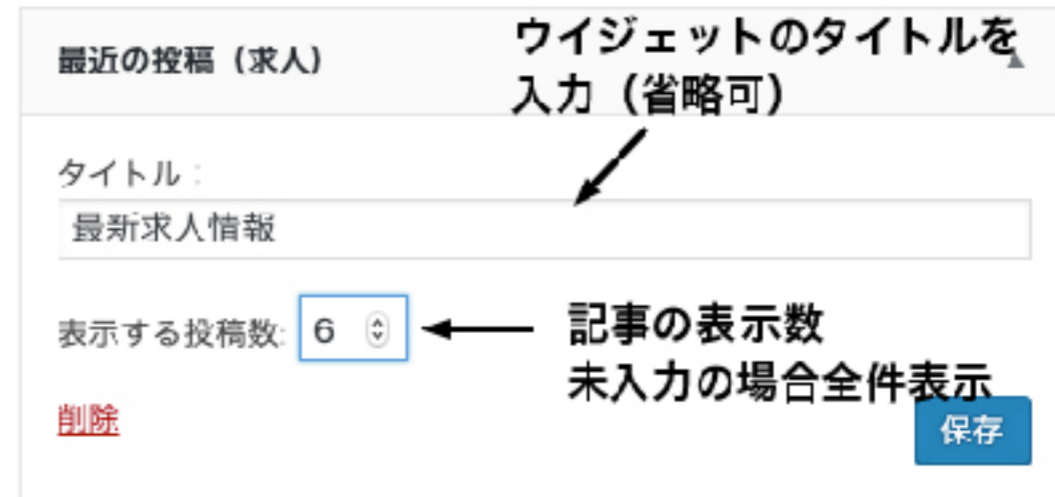 最近の投稿（求人）
ウイジェットのタイトルを
入力（省略可）
タイトル：
最新求人情報
表示する投稿数: 6
記事の表示数
未入力の場合全件表示
削除
保存